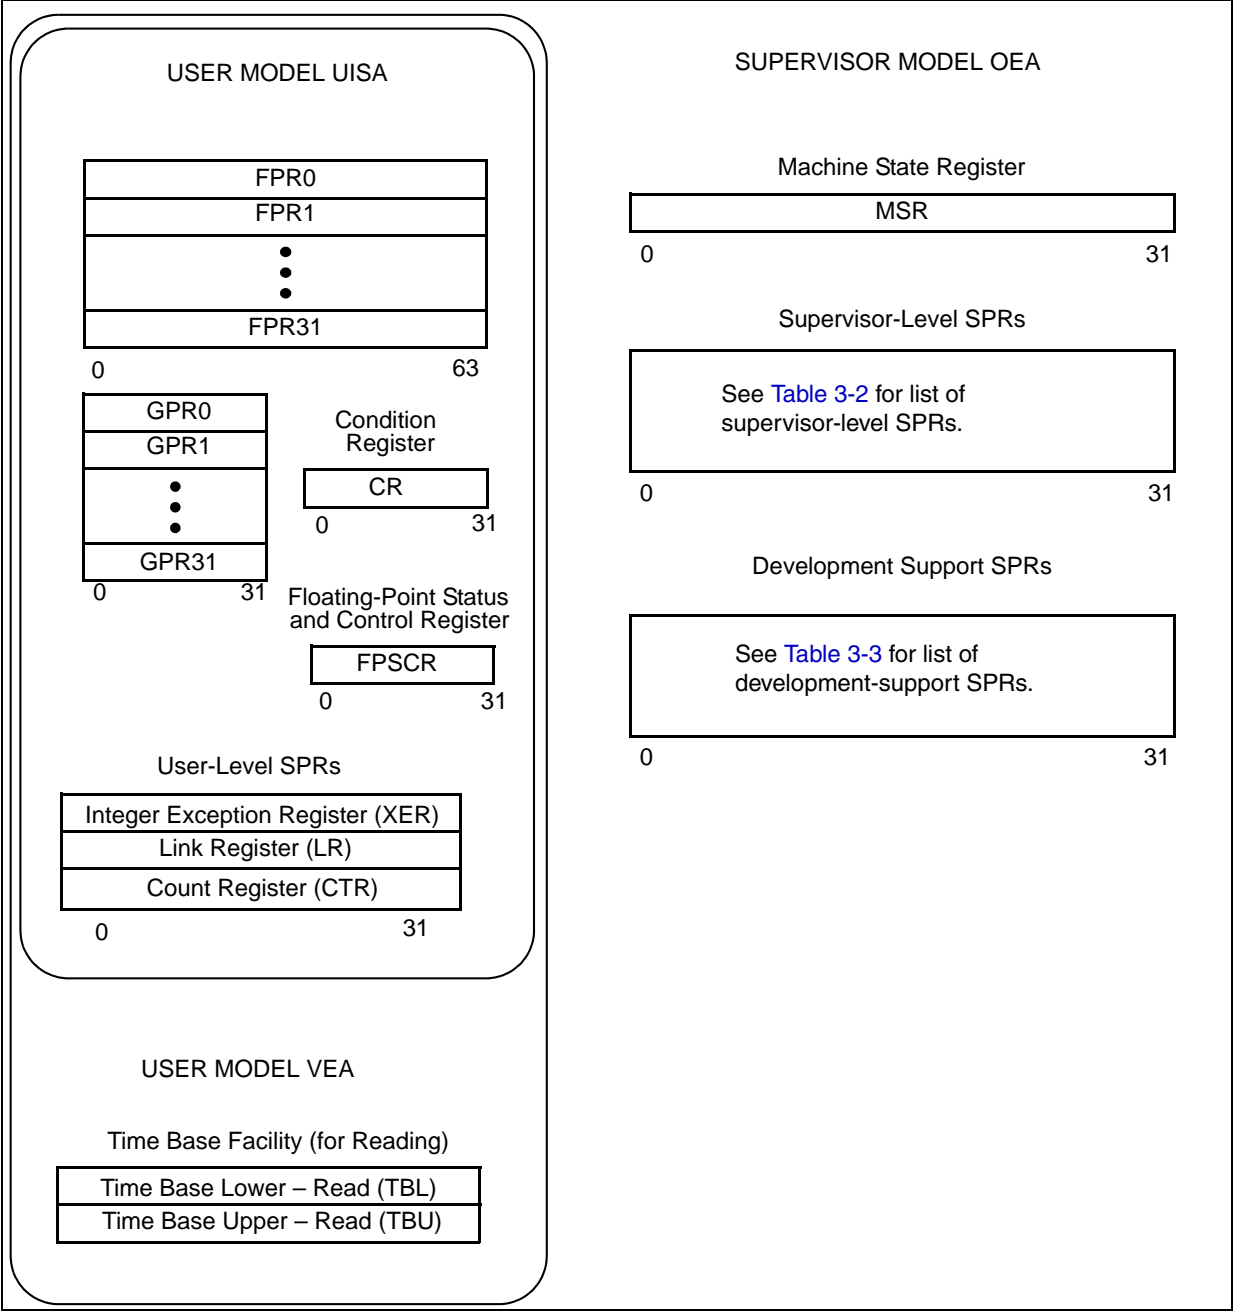 USER MODEL UISA
FPR0
FPR1
FPR31
0 63
GPR0
GPR1
GPR31
0 31
Condition
Register
CR
0 31
Floating-Point Status
and Control Register
FPSCR
0 31
User-Level SPRs
Integer Exception Register (XER)
Link Register (LR)
Count Register (CTR)
0 31
USER MODEL VEA
Time Base Facility (for Reading)
Time Base Lower – Read (TBL)
Time Base Upper – Read (TBU)
SUPERVISOR MODEL OEA
Machine State Register
MSR
0 31
Supervisor-Level SPRs
See Table 3-2 for list of
supervisor-level SPRs.
0 31
Development Support SPRs
See Table 3-3 for list of
development-support SPRs.
0 31